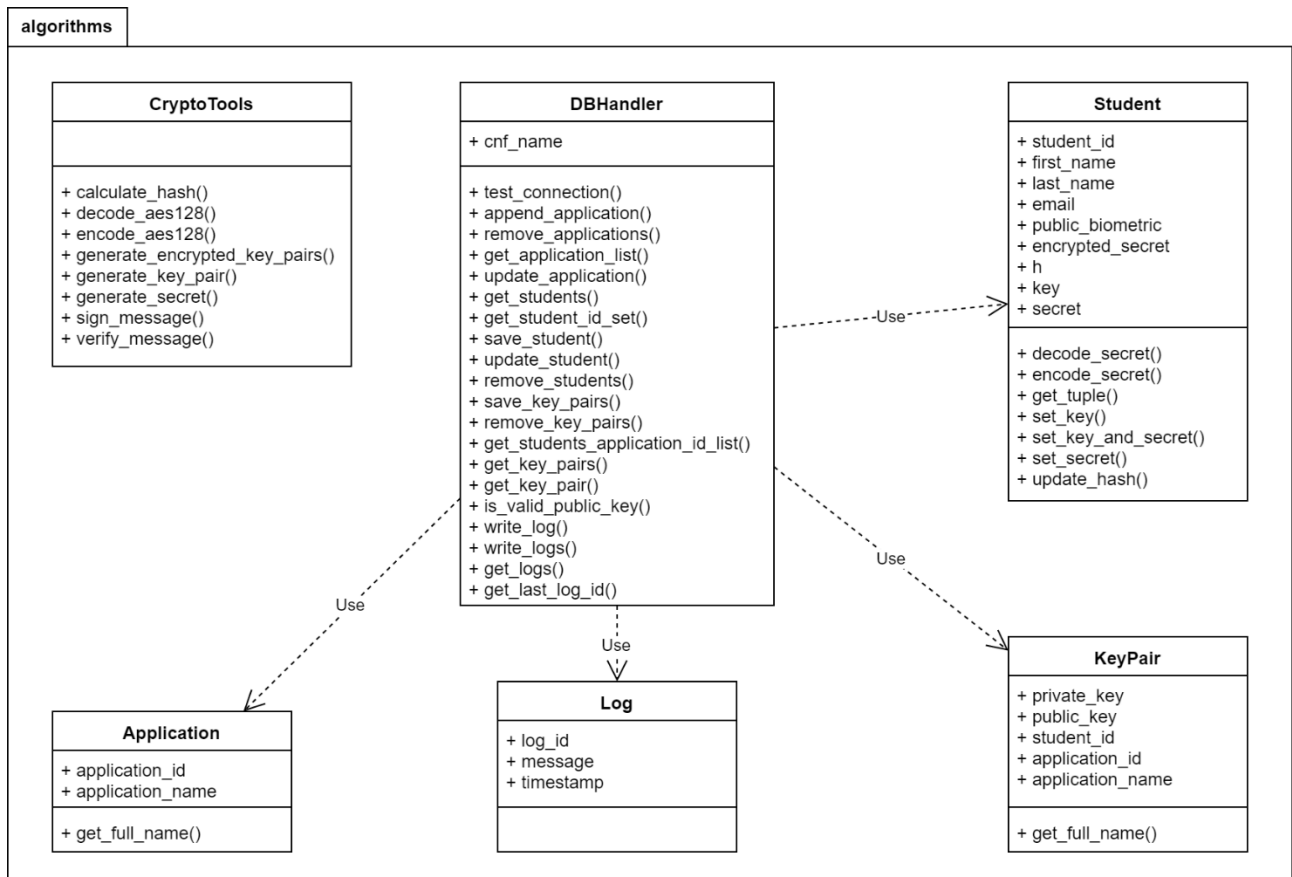 algorithms
CryptoTools
+ calculate_hash()
+ decode_aes128()
+ encode_aes128()
+ generate_encrypted_key_pairs()
+ generate_key_pair()
+ generate_secret()
+ sign_message()
+ verify_message()
DBHandler
+ cnf_name
+ test_connection()
+ append_application()
+ remove_applications()
+ get_application_list()
+ update_application()
+ get_students()
+ get_student_id_set()
+ save_student()
+ update_student()
+ remove_students()
+ save_key_pairs()
+ remove_key_pairs()
+ get_students_application_id_list()
+ get_key_pairs()
+ get_key_pair()
+ is_valid_public_key()
+ write_log()
+ write_logs()
+ get_logs()
+ get_last_log_id()
Student
+ student_id
+ first_name
+ last_name
+ email
+ public_biometric
+ encrypted_secret
+ h
+ key
+ secret
+ decode_secret()
+ encode_secret()
+ get_tuple()
+ set_key()
+ set_key_and_secret()
+ set_secret()
+ update_hash()
Use
Use
Use
Use
Application
+ application_id
+ application_name
+ get_full_name()
Log
+ log_id
+ message
+ timestamp
KeyPair
+ private_key
+ public_key
+ student_id
+ application_id
+ application_name
+ get_full_name()